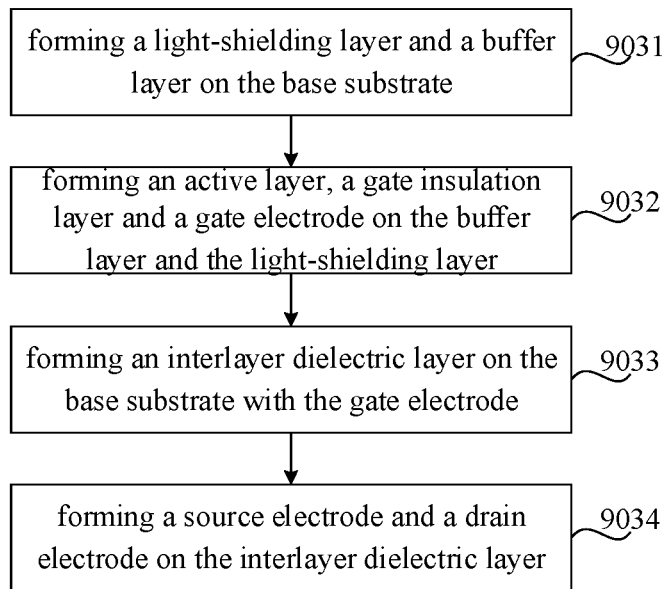 forming a light-shielding layer and a buffer
layer on the base substrate
9031
forming an active layer, a gate insulation
layer and a gate electrode on the buffer
layer and the light-shielding layer
9032
forming an interlayer dielectric layer on the
base substrate with the gate electrode
9033
forming a source electrode and a drain
electrode on the interlayer dielectric layer
9034